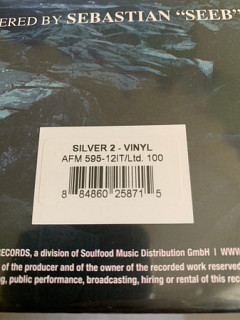 ERED BY SEBASTIAN "SEEB"
SILVER 2 - VINYL
AFM 595-12IT/Ltd. 100
8 84860 25871 5
RECORDS, a division of Soulfood Music Distribution GmbH | WWW
of the producer and of the owner of the recorded work reserved
g, public performance, broadcasting, hiring or rental of this rec